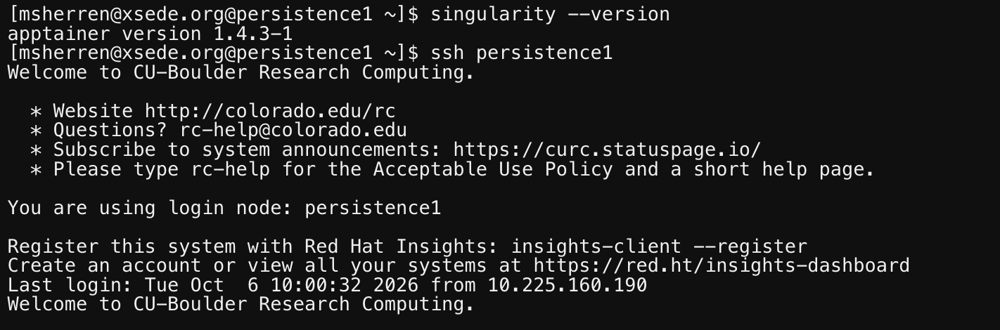 [msherren@xsede.org@persistence1 ~]$ singularity --version
apptainer version 1.4.3-1
[msherren@xsede.org@persistence1 ~]$ ssh persistence1
Welcome to CU-Boulder Research Computing.
* Website http://colorado.edu/rc
* Questions? rc-help@colorado.edu
* Subscribe to system announcements: https://curc.statuspage.io/
* Please type rc-help for the Acceptable Use Policy and a short help page.
You are using login node: persistence1
Register this system with Red Hat Insights: insights-client --register
Create an account or view all your systems at https://red.ht/insights-dashboard
Last login: Tue Oct  6 10:00:32 2026 from 10.225.160.190
Welcome to CU-Boulder Research Computing.